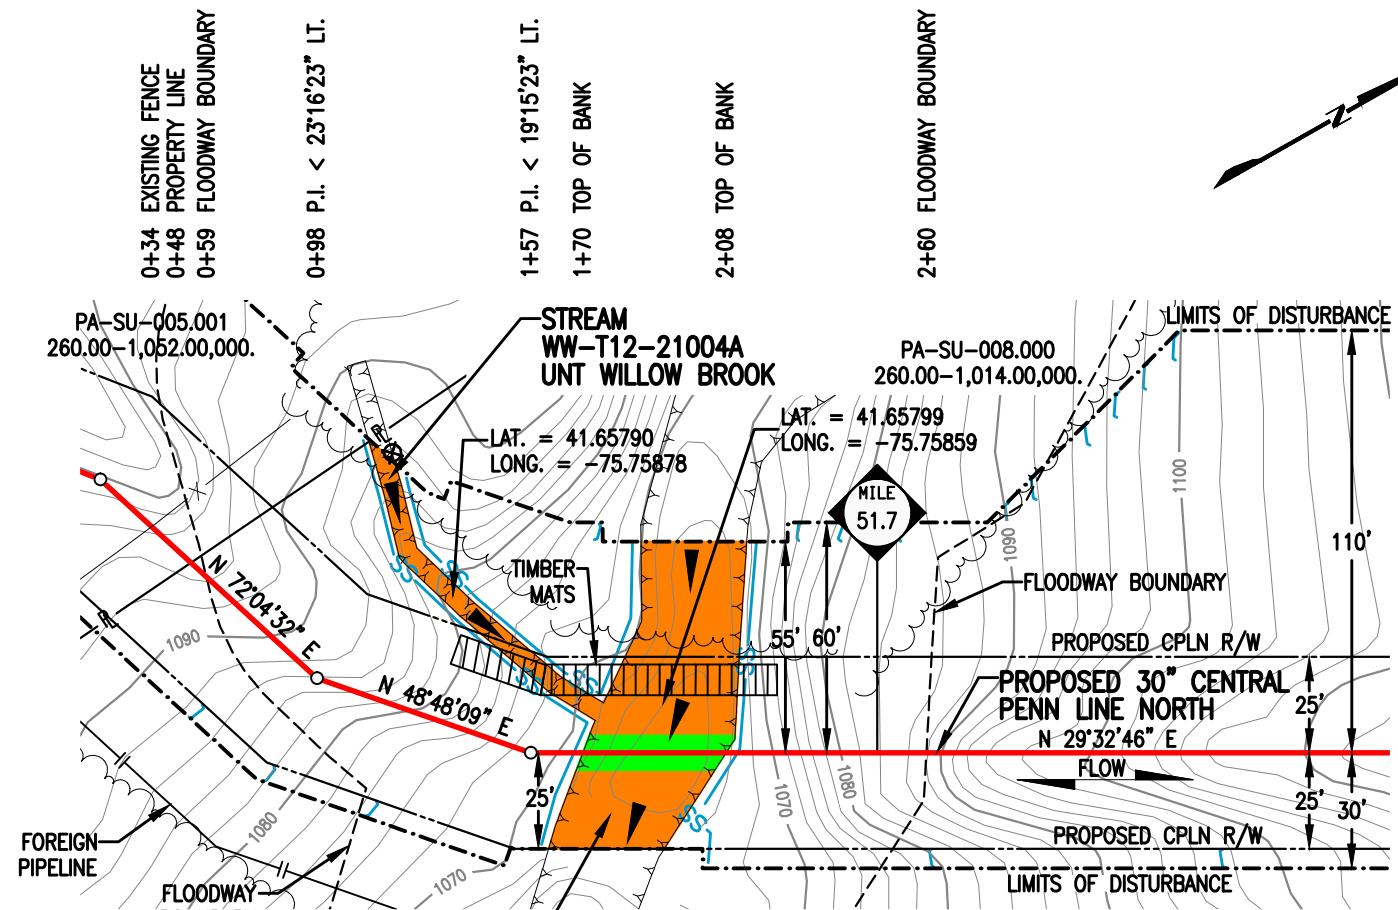 0+34 EXISTING FENCE
0+48 PROPERTY LINE
0+59 FLOODWAY BOUNDARY
0+98 P.I. < 23°16'23" LT.
1+57 P.I. < 19°15'23" LT.
1+70 TOP OF BANK
2+08 TOP OF BANK
2+60 FLOODWAY BOUNDARY
N
PA-SU-005.001
260.00-1,052.00,000.
STREAM
WW-T12-21004A
UNT WILLOW BROOK
PA-SU-008.000
260.00-1,014.00,000.
LIMITS OF DISTURBANCE
LAT. = 41.65790
LONG. = -75.75878
LAT. = 41.65799
LONG. = -75.75859
MILE
51.7
1100
1090
110'
TIMBER
MATS
FLOODWAY BOUNDARY
SS
SS
SS
SS
SS
SS
55'
60'
N 72°04'32" E
1090
PROPOSED CPLN R/W
PROPOSED 30" CENTRAL
PENN LINE NORTH
N 29°32'46" E
N 48°48'09" E
25'
FLOW
25'
25'
30'
1070
1080
1080
1070
PROPOSED CPLN R/W
LIMITS OF DISTURBANCE
FOREIGN
PIPELINE
FLOODWAY